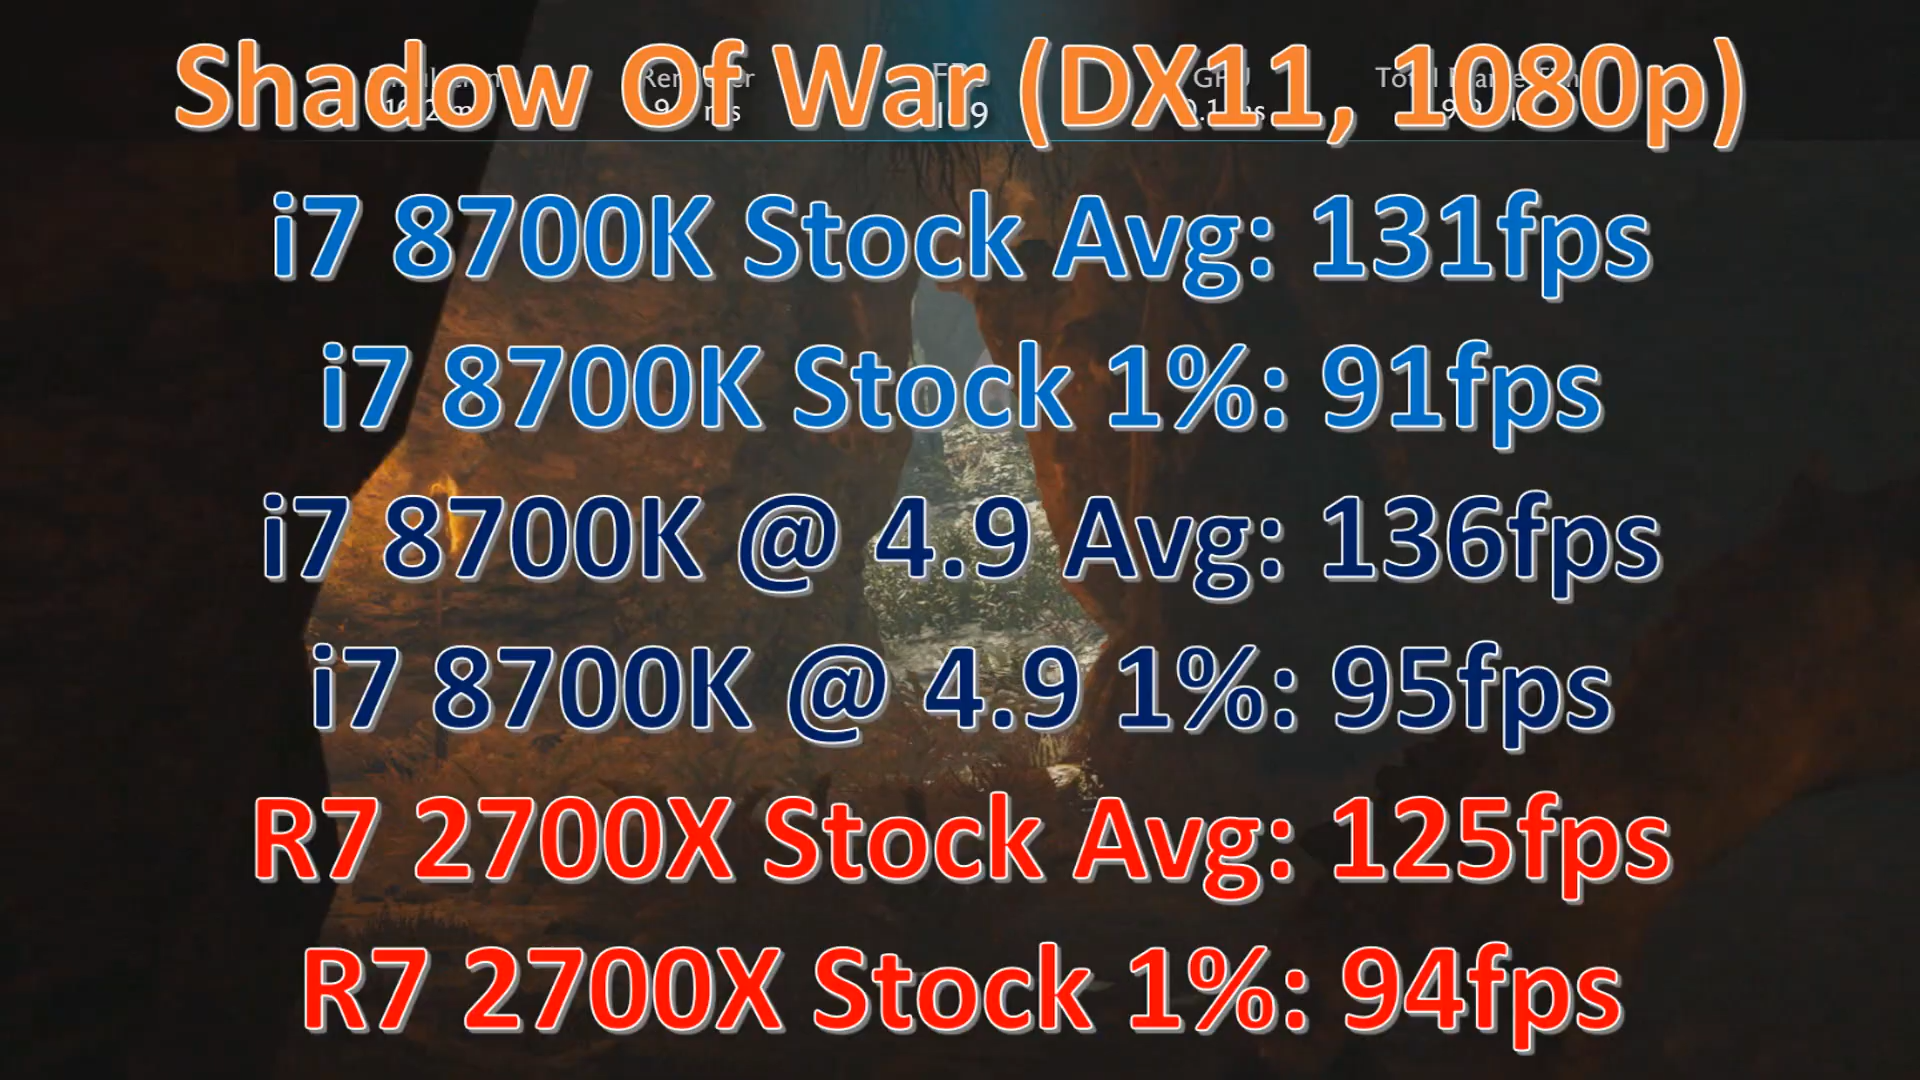 Shadow Of War (DX11, 1080p)
i7 8700K Stock Avg: 131fps
i7 8700K Stock 1%: 91fps
i7 8700K @ 4.9 Avg: 136fps
i7 8700K @ 4.9 1%: 95fps
R7 2700X Stock Avg: 125fps
R7 2700X Stock 1%: 94fps